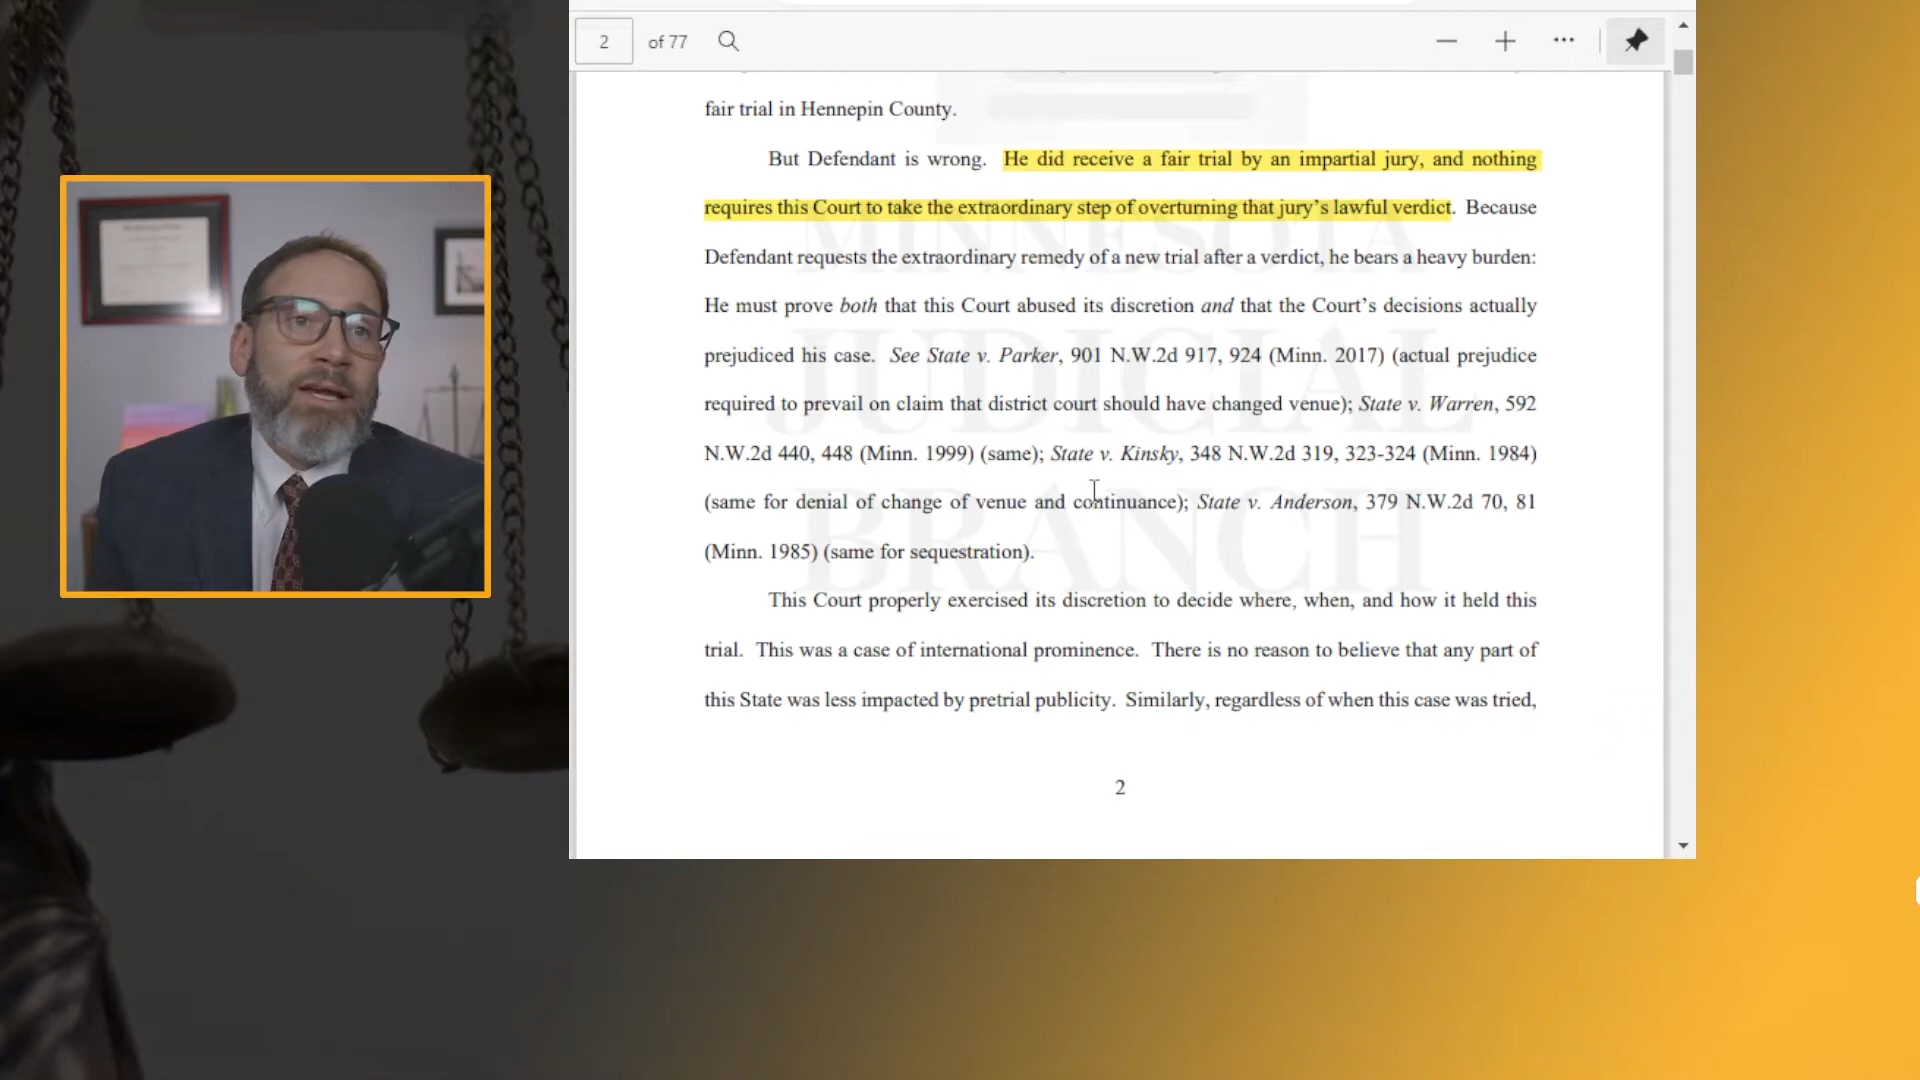 2 of 77
fair trial in Hennepin County.
But Defendant is wrong. He did receive a fair trial by an impartial jury, and nothing
requires this Court to take the extraordinary step of overturning that jury's lawful verdict. Because
Defendant requests the extraordinary remedy of a new trial after a verdict, he bears a heavy burden:
He must prove both that this Court abused its discretion and that the Court's decisions actually
prejudiced his case. See State v. Parker, 901 N.W.2d 917, 924 (Minn. 2017) (actual prejudice
required to prevail on claim that district court should have changed venue); State v. Warren, 592
N.W.2d 440, 448 (Minn. 1999) (same); State v. Kinsky, 348 N.W.2d 319, 323-324 (Minn. 1984)
(same for denial of change of venue and continuance); State v. Anderson, 379 N.W.2d 70, 81
(Minn. 1985) (same for sequestration).
This Court properly exercised its discretion to decide where, when, and how it held this
trial. This was a case of international prominence. There is no reason to believe that any part of
this State was less impacted by pretrial publicity. Similarly, regardless of when this case was tried,
2
MINNESOTA
JUDICIAL
BRANCH